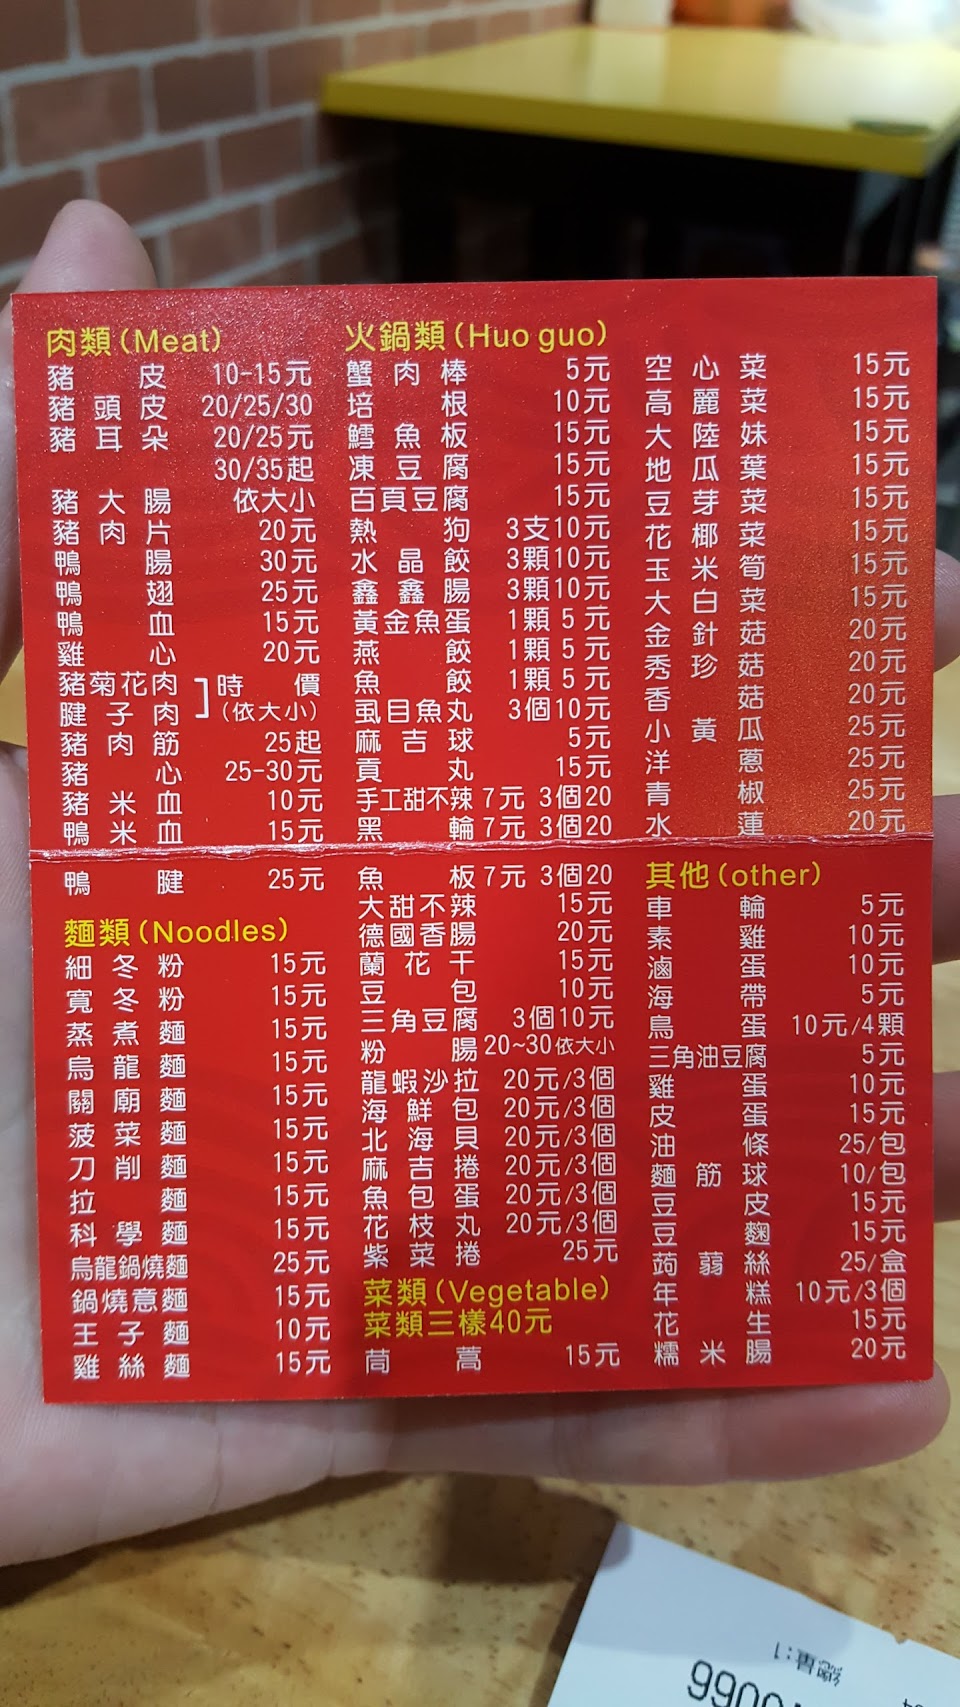 肉類(Meat)
豬皮 10-15元
豬頭皮 20/25/30
豬耳朵 20/25元
30/35起
豬大腸 依大小
豬肉片 20元
鴨腸 30元
鴨翅 25元
鴨血 15元
雞心 20元
豬菊花肉
腱子肉
時價
(依大小)
豬肉筋 25起
豬心 25-30元
豬米血 10元
鴨米血 15元
鴨腱 25元
麵類(Noodles)
細冬粉 15元
寬冬粉 15元
蒸煮麵 15元
烏龍麵 15元
關廟麵 15元
菠菜麵 15元
刀削麵 15元
拉麵 15元
科學麵 15元
烏龍鍋燒麵 25元
鍋燒意麵 15元
王子麵 10元
雞絲麵 15元
火鍋類(Huo guo)
蟹肉棒 5元
培根 10元
鱈魚板 15元
凍豆腐 15元
百頁豆腐 15元
熱狗 3支10元
水晶餃 3顆10元
鑫鑫腸 3顆10元
黃金魚蛋 1顆5元
燕餃 1顆5元
魚餃 1顆5元
虱目魚丸 3個10元
麻吉球 5元
貢丸 15元
手工甜不辣 7元 3個20
黑輪 7元 3個20
魚板 7元 3個20
大甜不辣 15元
德國香腸 20元
蘭花干 15元
豆包 10元
三角豆腐 3個10元
粉腸 20~30依大小
龍蝦沙拉 20元/3個
海鮮包 20元/3個
北海貝 20元/3個
麻吉捲 20元/3個
魚包蛋 20元/3個
花枝丸 20元/3個
紫菜捲 25元
菜類(Vegetable)
菜類三樣40元
茼蒿 15元
空心菜 15元
高麗菜 15元
大陸妹 15元
地瓜葉 15元
豆芽菜 15元
花椰菜 15元
玉米筍 15元
大白菜 15元
金針菇 20元
秀珍菇 20元
香菇 20元
小黃瓜 25元
洋蔥 25元
青椒 25元
水蓮 20元
其他(other)
車輪 5元
素雞 10元
滷蛋 10元
海帶 5元
鳥蛋 10元/4顆
三角油豆腐 5元
雞蛋 10元
皮蛋 15元
油條 25/包
麵筋球 10/包
豆皮 15元
豆麴 15元
蒟蒻絲 25/盒
年糕 10元/3個
花生 15元
糯米腸 20元